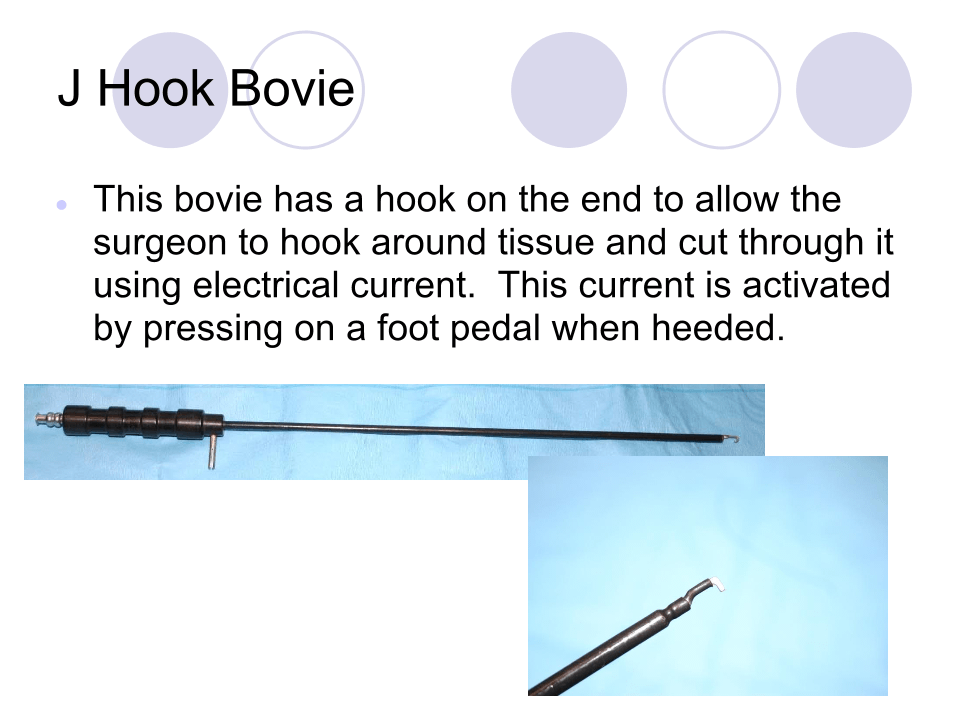 J Hook Bovie
This bovie has a hook on the end to allow the
surgeon to hook around tissue and cut through it
using electrical current.  This current is activated
by pressing on a foot pedal when heeded.